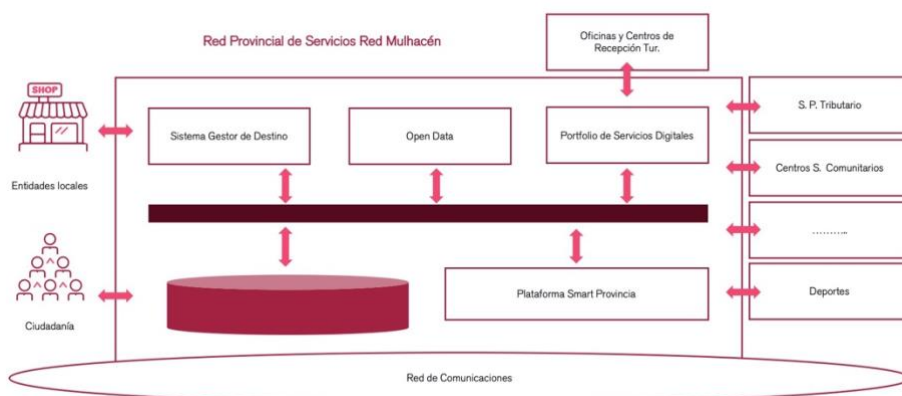 Red Provincial de Servicios Red Mulhacén
Oficinas y Centros de
Recepción Tur.
SHOP
Entidades locales
Sistema Gestor de Destino
Open Data
Portfolio de Servicios Digitales
S. P. Tributario
Centros S. Comunitarios
.........
Ciudadanía
Plataforma Smart Provincia
Deportes
Red de Comunicaciones